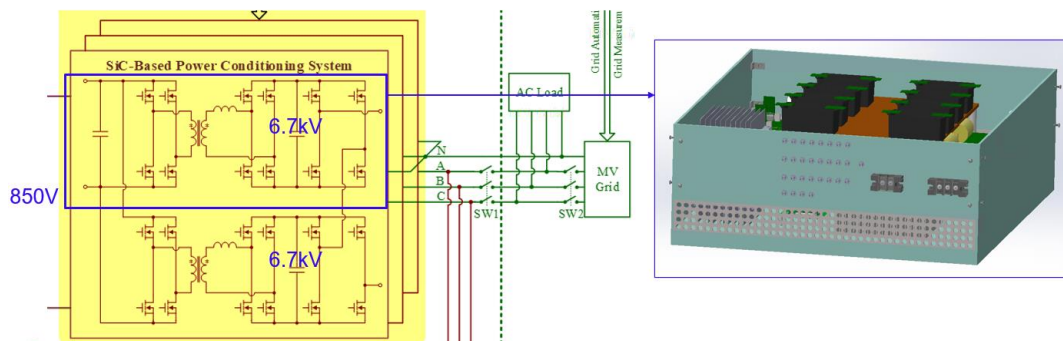 SiC-Based Power Conditioning System
6.7kV
850V
6.7kV
Grid Automati
Grid Measurem
AC Load
N
A
B
C
SW1
SW2
MV
Grid